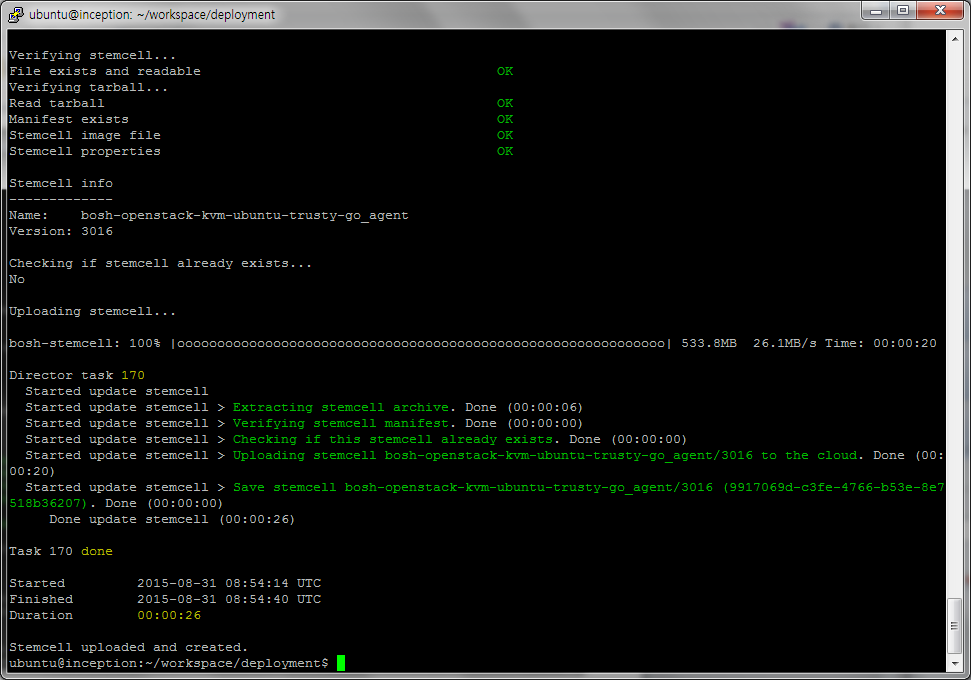 ubuntu@inception: ~/workspace/deployment
Verifying stemcell...
File exists and readable                                     OK
Verifying tarball...
Read tarball                                                 OK
Manifest exists                                              OK
Stemcell image file                                          OK
Stemcell properties                                          OK
Stemcell info
-------------
Name:    bosh-openstack-kvm-ubuntu-trusty-go_agent
Version: 3016
Checking if stemcell already exists...
No
Uploading stemcell...
bosh-stemcell: 100% |ooooooooooooooooooooooooooooooooooooooooooooooooooooooooooooo| 533.8MB  26.1MB/s Time: 00:00:20
Director task 170
  Started update stemcell
  Started update stemcell > Extracting stemcell archive. Done (00:00:06)
  Started update stemcell > Verifying stemcell manifest. Done (00:00:00)
  Started update stemcell > Checking if this stemcell already exists. Done (00:00:00)
  Started update stemcell > Uploading stemcell bosh-openstack-kvm-ubuntu-trusty-go_agent/3016 to the cloud. Done (00:
00:20)
  Started update stemcell > Save stemcell bosh-openstack-kvm-ubuntu-trusty-go_agent/3016 (9917069d-c3fe-4766-b53e-8e7
518b36207). Done (00:00:00)
     Done update stemcell (00:00:26)
Task 170 done
Started         2015-08-31 08:54:14 UTC
Finished        2015-08-31 08:54:40 UTC
Duration        00:00:26
Stemcell uploaded and created.
ubuntu@inception:~/workspace/deployment$